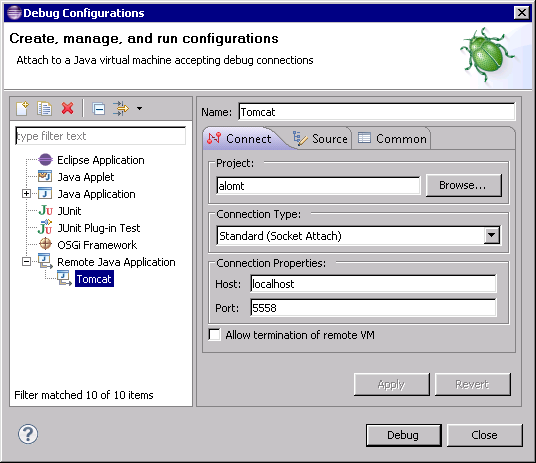 Debug Configurations
Create, manage, and run configurations
Attach to a Java virtual machine accepting debug connections
type filter text
Eclipse Application
Java Applet
Java Application
JUnit
JUnit Plug-in Test
OSGi Framework
Remote Java Application
Tomcat
Filter matched 10 of 10 items
Name: Tomcat
Connect Source Common
Project:
alomt Browse...
Connection Type:
Standard (Socket Attach)
Connection Properties:
Host: localhost
Port: 5558
Allow termination of remote VM
Apply Revert
Debug Close